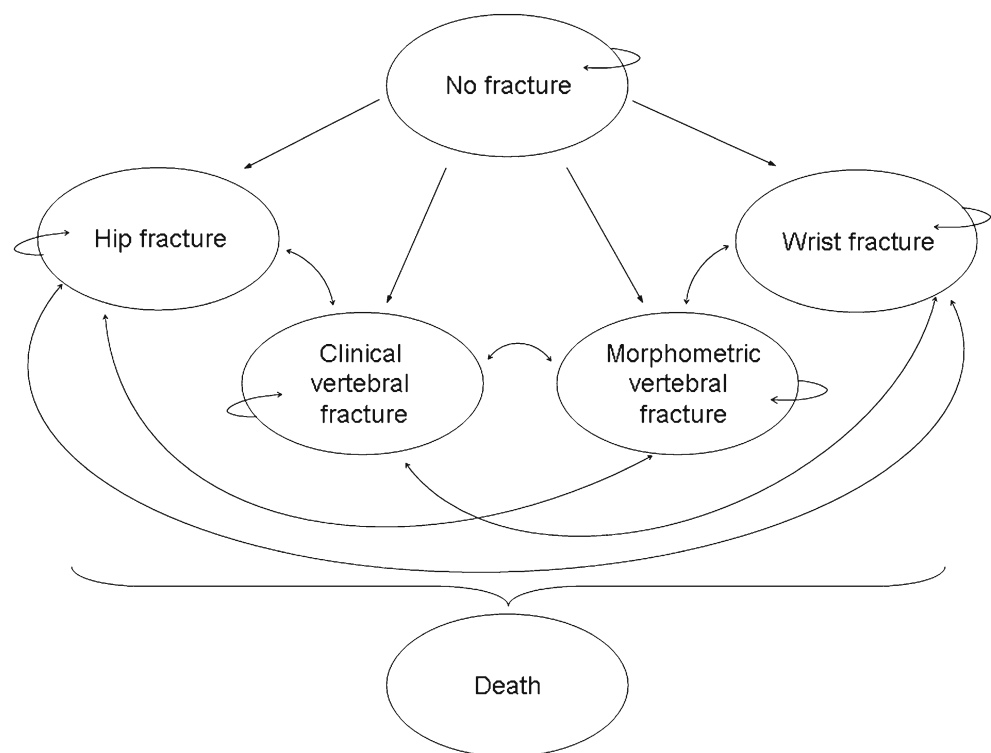 No fracture
Hip fracture
Wrist fracture
Clinical
vertebral
fracture
Morphometric
vertebral
fracture
Death